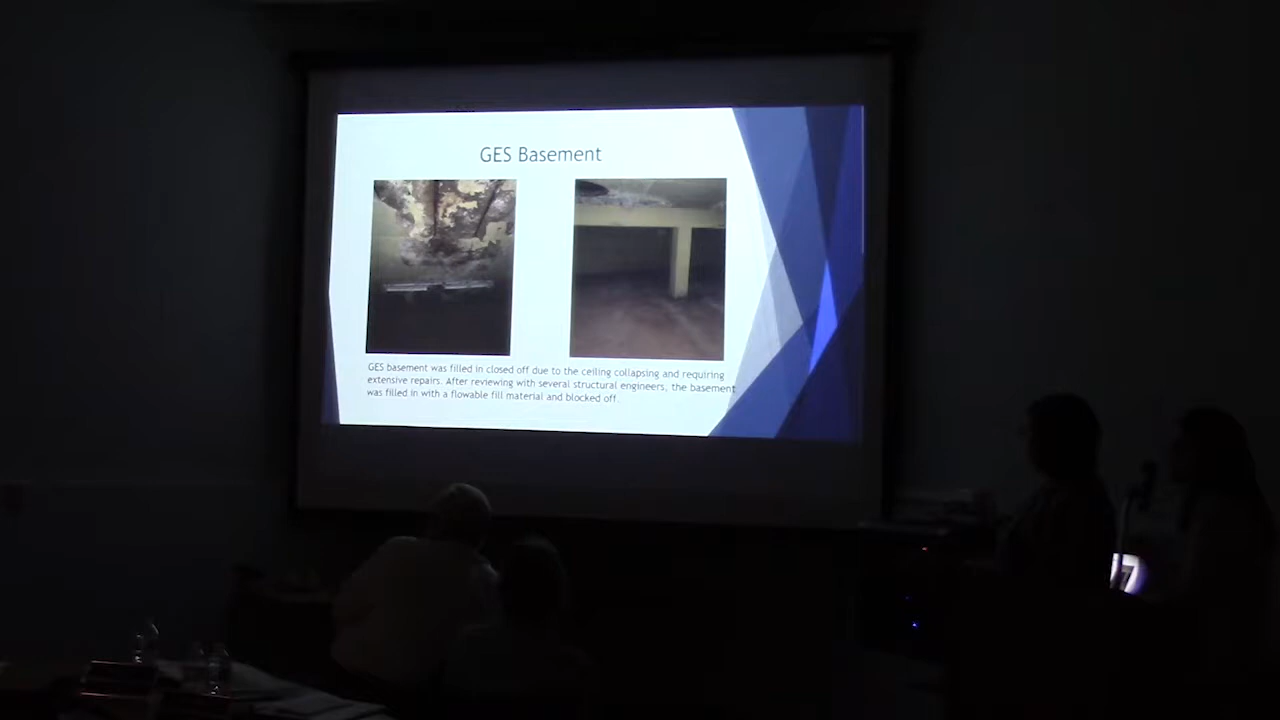 GES Basement
GES basement was filled in closed off due to the ceiling collapsing and requiring
extensive repairs. After reviewing with several structural engineers, the basement
was filled in with a flowable fill material and blocked off.